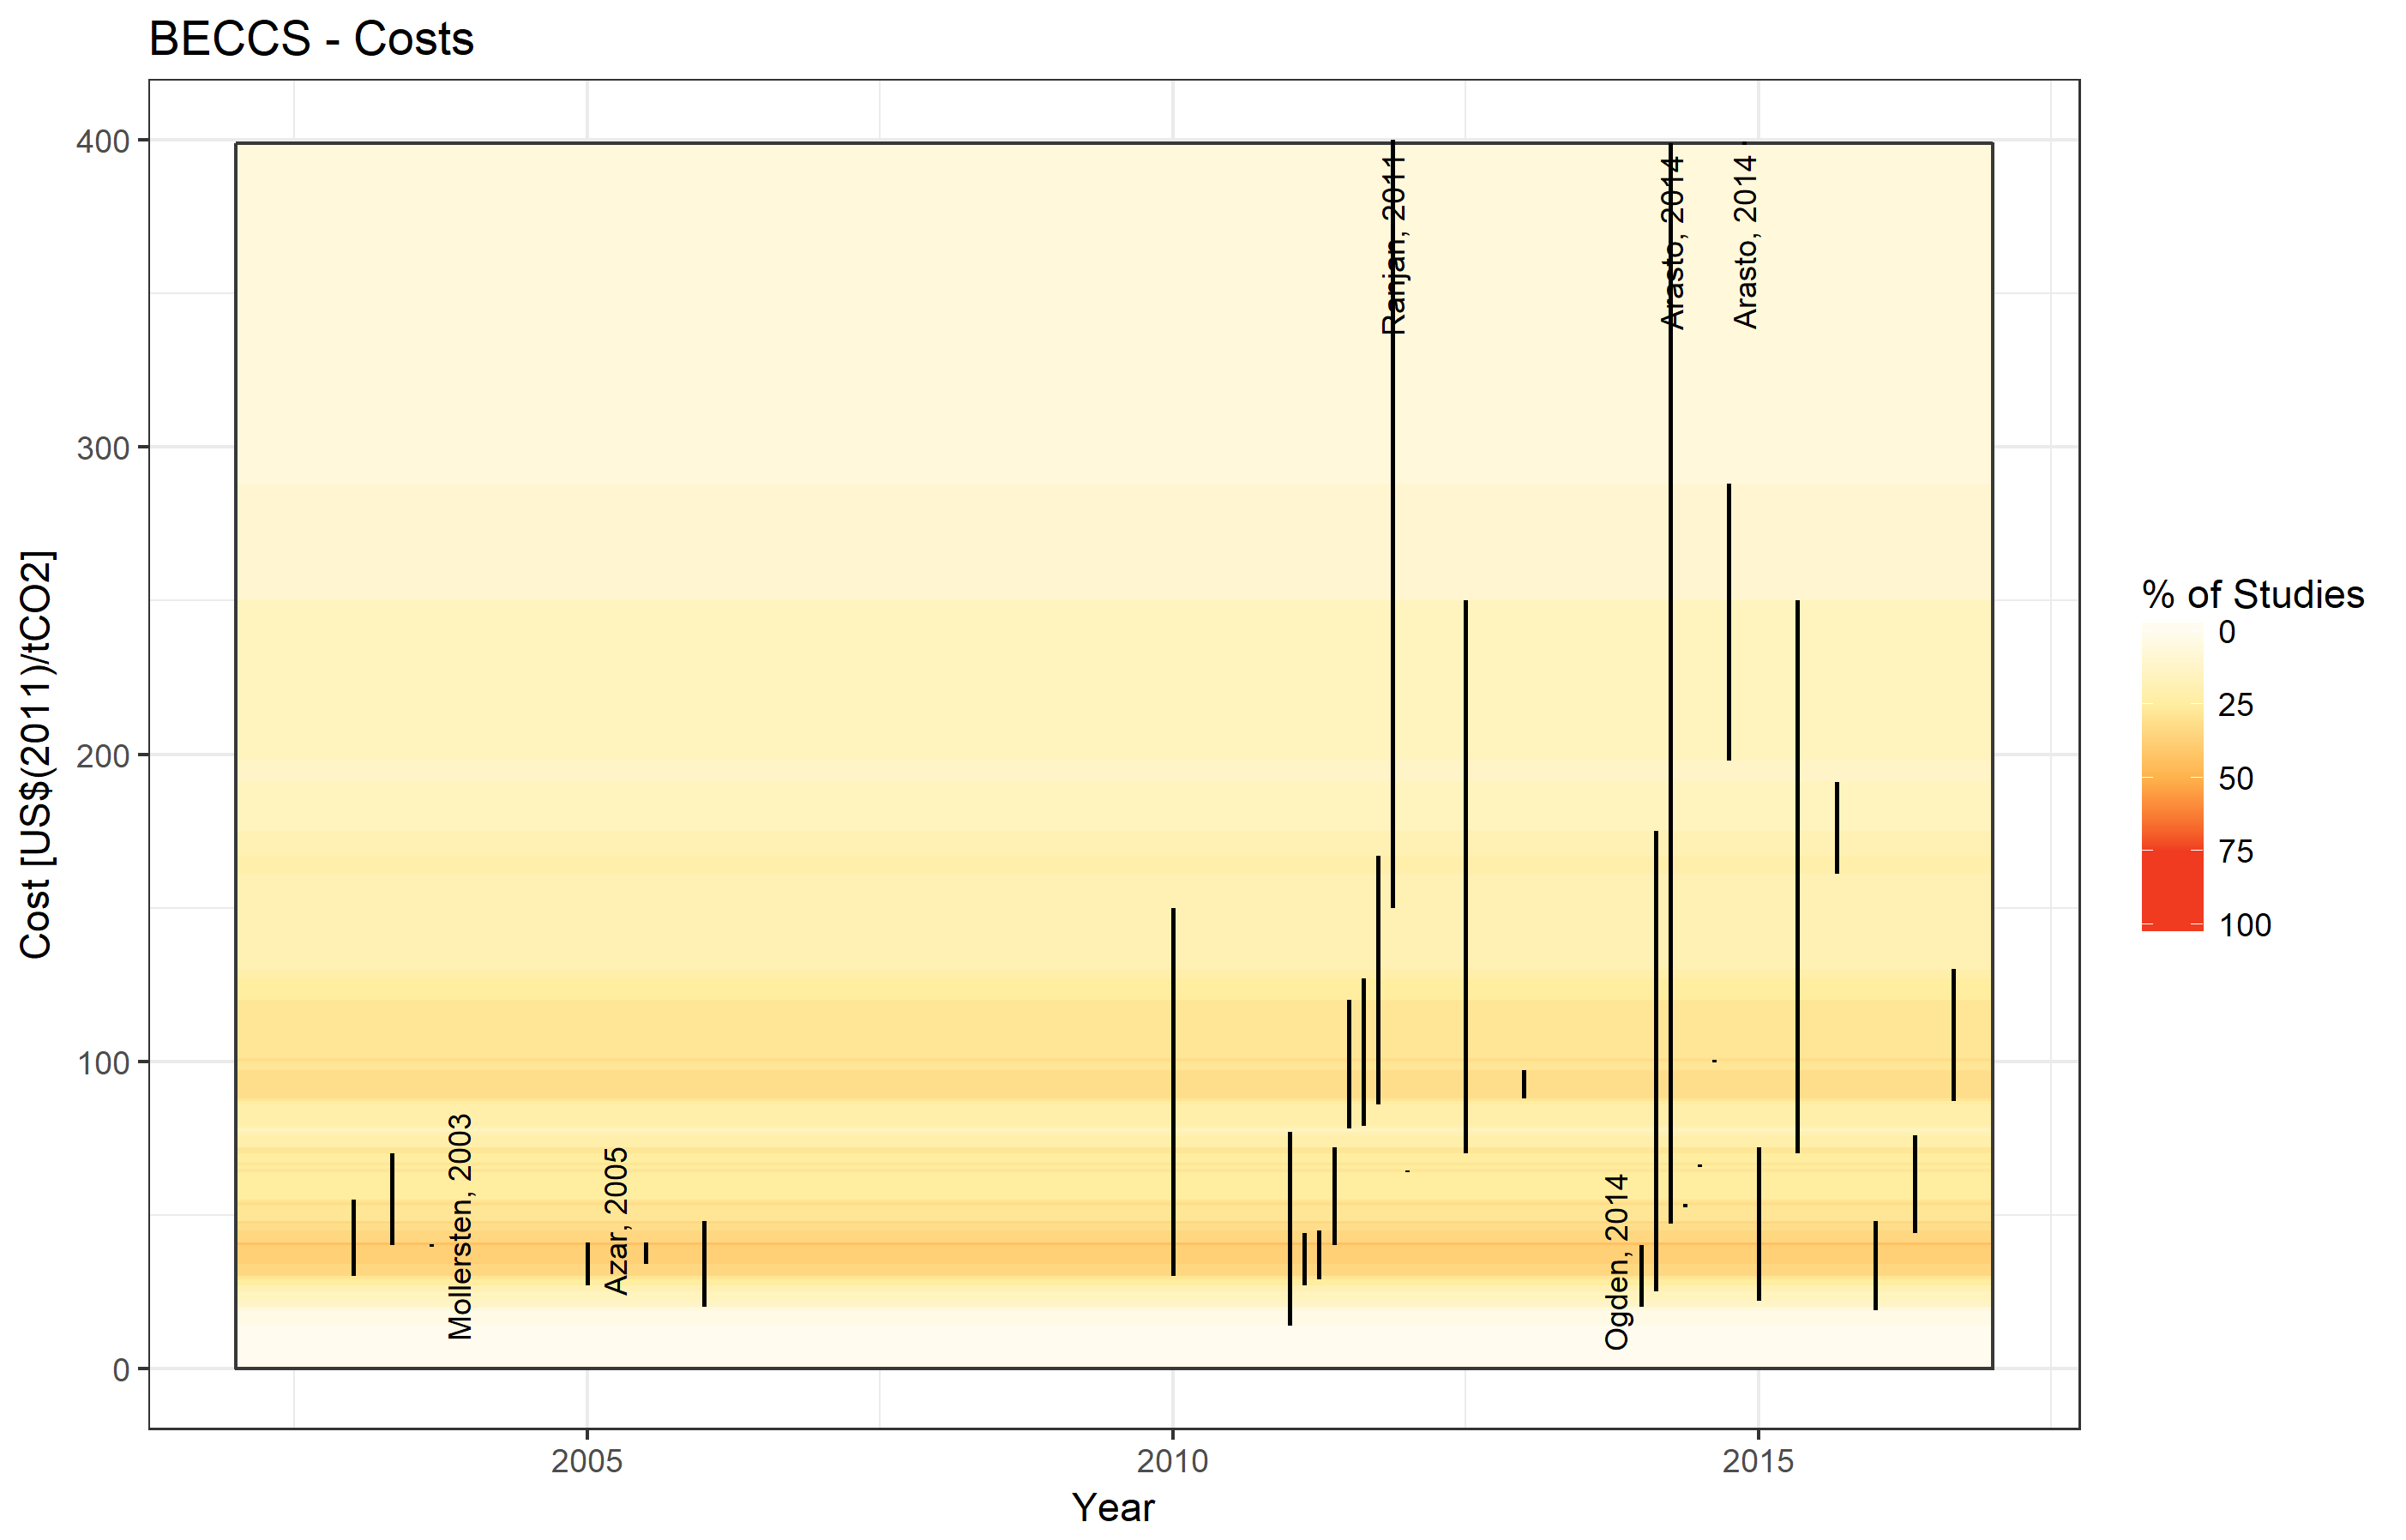 BECCS - Costs
Cost [US$(2011)/tCO2]
400
300
200
100
0
Ranjan, 2011
Arasto, 2014
Arasto, 2014
Mollersten, 2003
Azar, 2005
Ogden, 2014
2005
2010
2015
Year
% of Studies
0
25
50
75
100